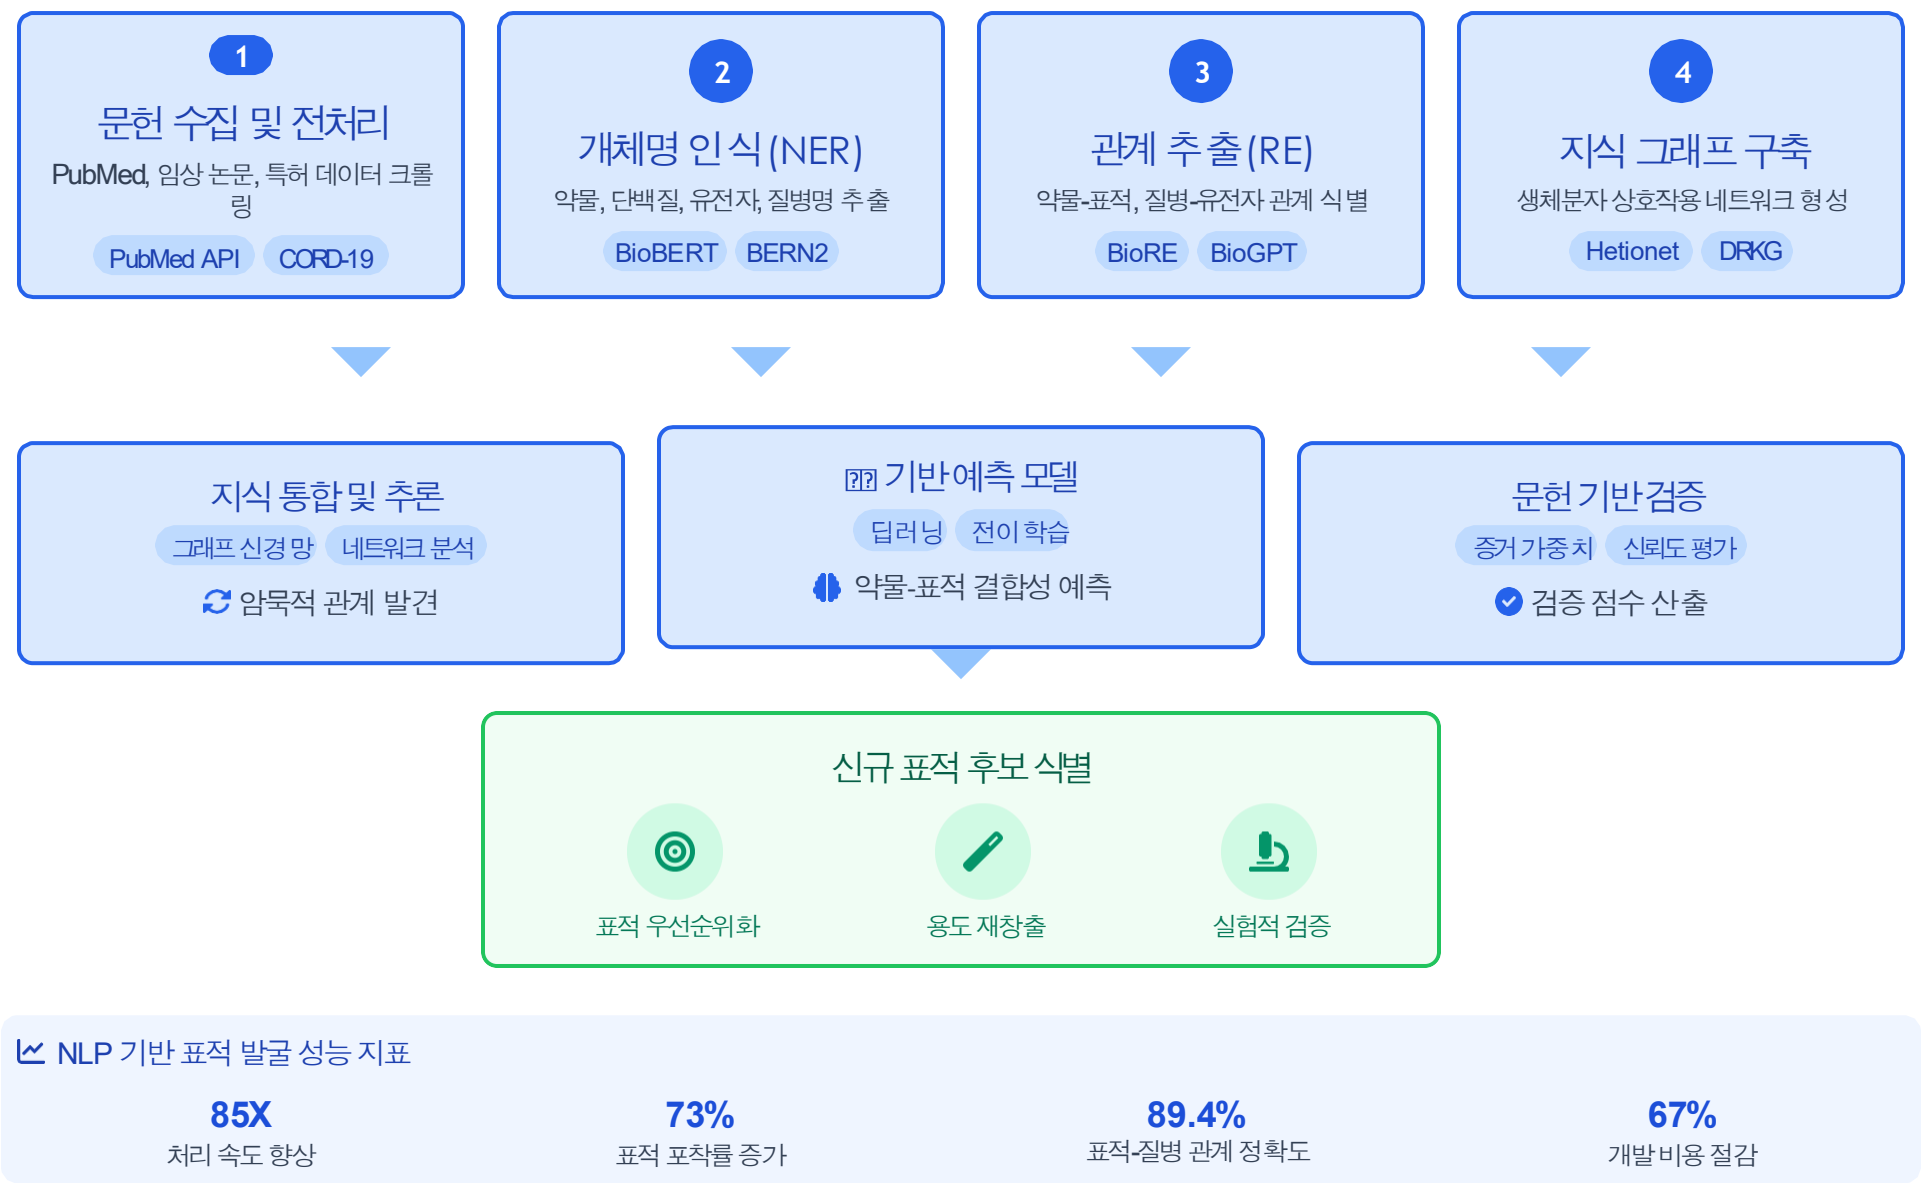 1
문헌 수집 및 전처리
PubMed, 임상 논문, 특허 데이터 크롤
링
PubMed API
CORD-19
2
개체명 인식(NER)
약물, 단백질, 유전자, 질병명 추출
BioBERT
BERN2
3
관계 추출(RE)
약물-표적, 질병-유전자 관계 식별
BioRE
BioGPT
4
지식 그래프 구축
생체분자 상호작용 네트워크 형성
Hetionet
DRKG
지식 통합 및 추론
그래프 신경망
네트워크 분석
암묵적 관계 발견
기반 예측 모델
딥러닝
전이 학습
약물-표적 결합성 예측
문헌 기반 검증
증거 가중치
신뢰도 평가
검증 점수 산출
신규 표적 후보 식별
표적 우선순위화
용도 재창출
실험적 검증
NLP 기반 표적 발굴 성능 지표
85X
처리 속도 향상
73%
표적 포착률 증가
89.4%
표적-질병 관계 정확도
67%
개발 비용 절감